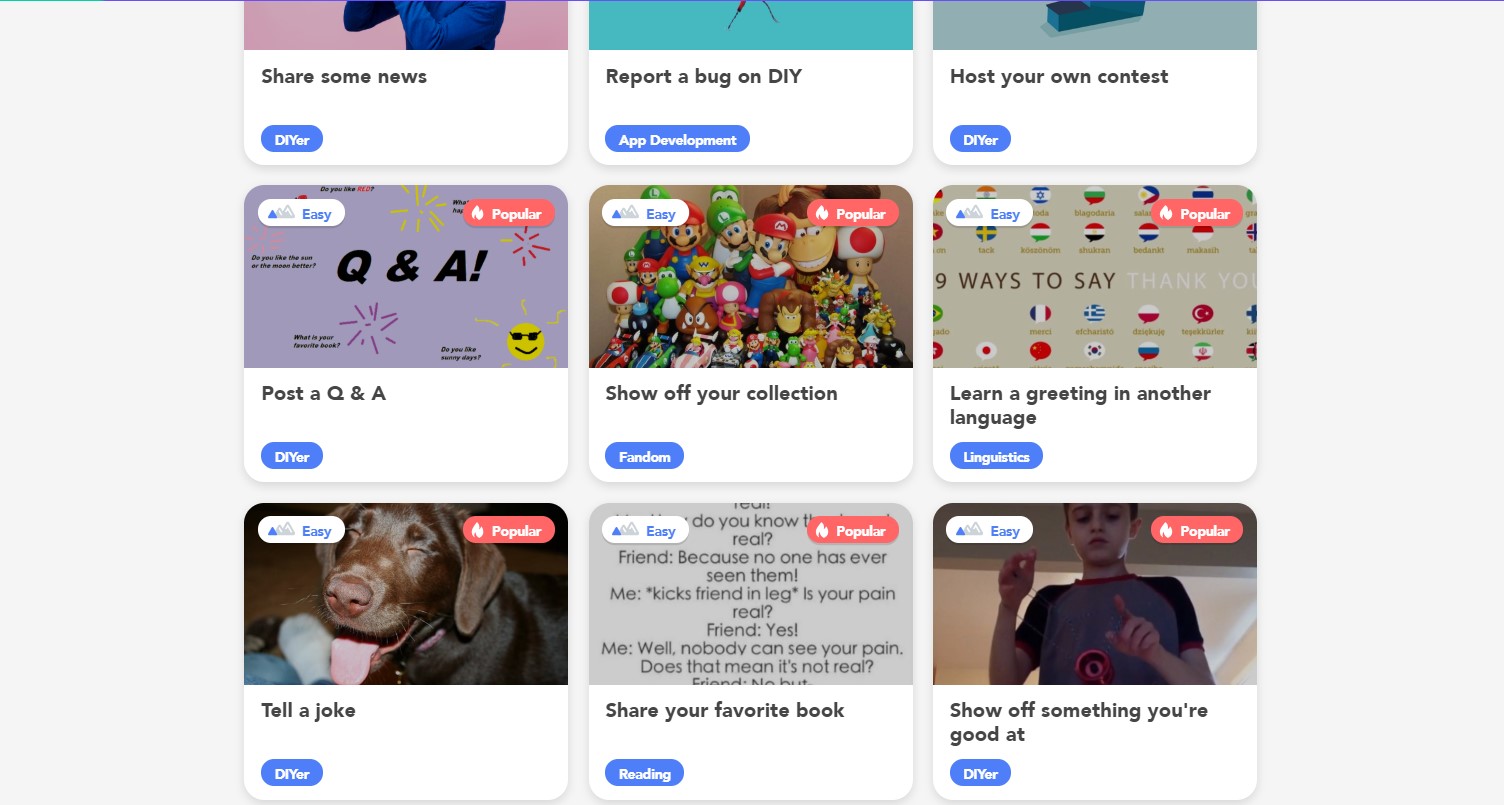 Share some news
DIYer
Report a bug on DIY
App Development
Host your own contest
DIYer
Easy
Popular
Do you like RED?
Do you like the sun
or the moon better?
Q & A!
What is your
favorite book?
Do you like
sunny days?
Post a Q & A
DIYer
Easy
Popular
Show off your collection
Fandom
Easy
Popular
blagodaria
tack
köszönöm
shukran
bedankt
makasih
9 WAYS TO SAY THANK YOU
merci
efcharistó
dziękuję
teşekkürler
Learn a greeting in another
language
Linguistics
Easy
Popular
Tell a joke
DIYer
Easy
Popular
real!
do you know
real?
Friend: Because no one has ever
seen them!
Me: *kicks friend in leg* Is your pain
real?
Friend: Yes!
Me: Well, nobody can see your pain.
Does that mean it's not real?
Friend: No but-
Share your favorite book
Reading
Easy
Popular
Show off something you're
good at
DIYer